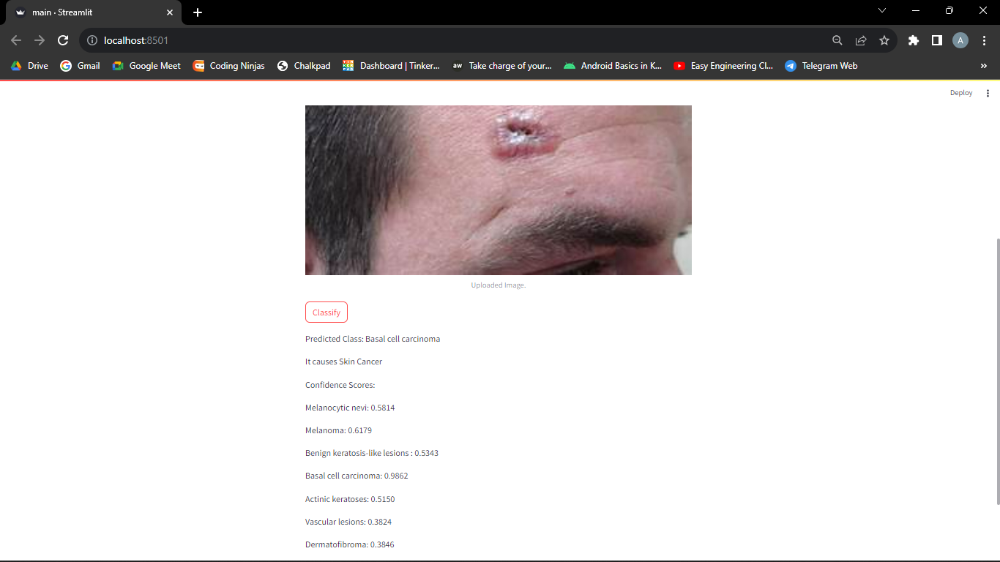 main · Streamlit
localhost:8501
A
Drive
Gmail
Google Meet
Coding Ninjas
Chalkpad
TINKERCAD
Dashboard | Tinker...
aw
Take charge of your...
Android Basics in K...
Easy Engineering Cl...
Telegram Web
»
Deploy
Uploaded Image.
Classify
Predicted Class: Basal cell carcinoma
It causes Skin Cancer
Confidence Scores:
Melanocytic nevi: 0.5814
Melanoma: 0.6179
Benign keratosis-like lesions : 0.5343
Basal cell carcinoma: 0.9862
Actinic keratoses: 0.5150
Vascular lesions: 0.3824
Dermatofibroma: 0.3846